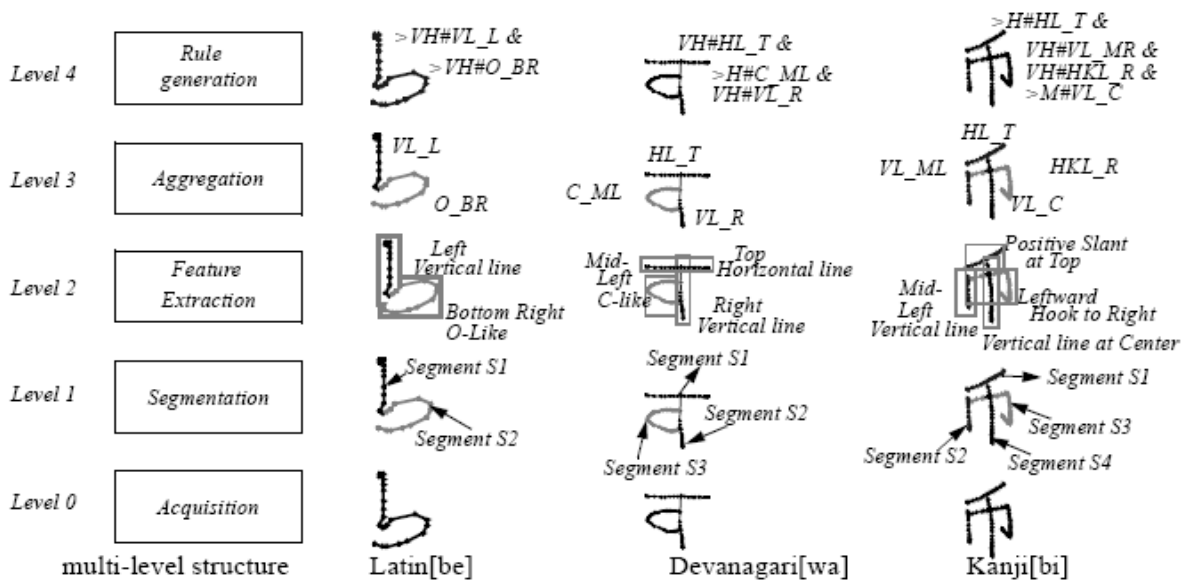 Level 4
Rule
generation
>VH#VL_L &
>VH#O_BR
VH#HL_T &
>H#C_ML &
VH#VL_R
>H#HL_T &
VH#VL_MR &
VH#HKL_R &
>M#VL_C
Level 3
Aggregation
VL_L
O_BR
HL_T
C_ML
VL_R
HL_T
VL_ML
HKL_R
VL_C
Level 2
Feature
Extraction
Left
Vertical line
Bottom Right
O-Like
Mid-
Left
C-like
Top
Horizontal line
Right
Vertical line
Positive Slant
at Top
Mid-
Left
Vertical line
Leftward
Hook to Right
Vertical line at Center
Level 1
Segmentation
Segment S1
Segment S2
Segment S1
Segment S2
Segment S3
Segment S1
Segment S3
Segment S2
Segment S4
Level 0
Acquisition
multi-level structure
Latin[be]
Devanagari[wa]
Kanji[bi]